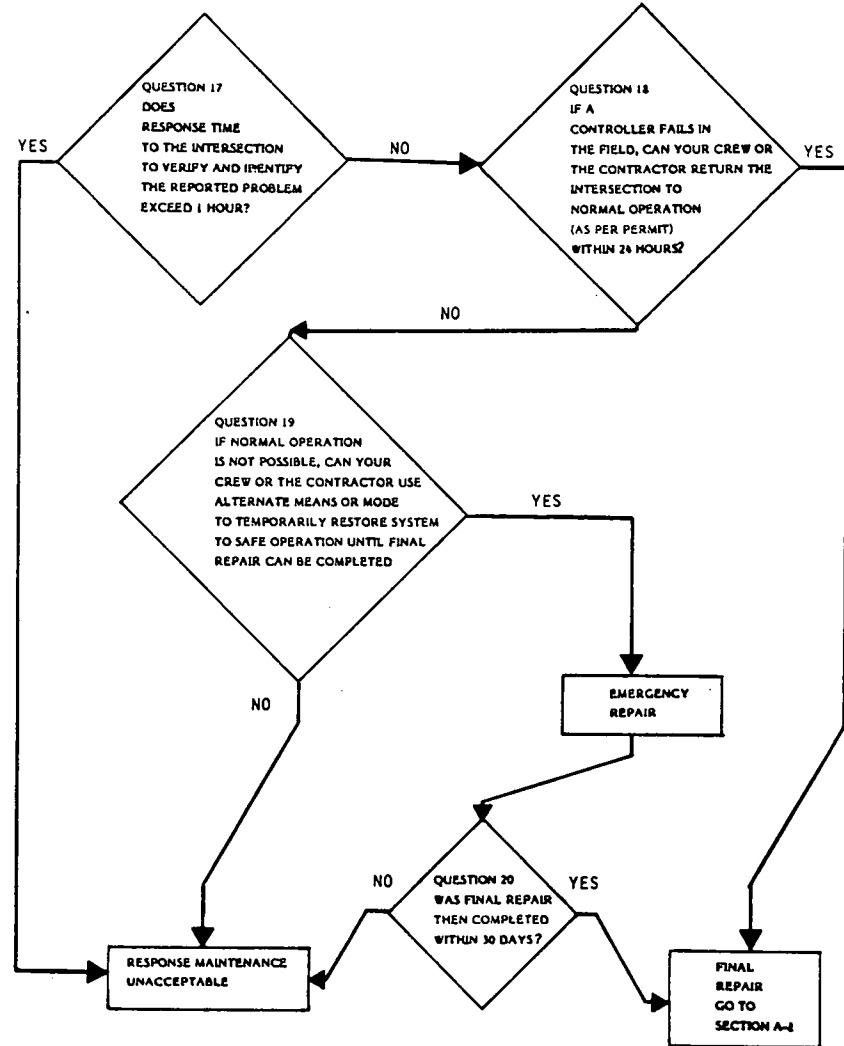 QUESTION 17
DOES
RESPONSE TIME
TO THE INTERSECTION
TO VERIFY AND IDENTIFY
THE REPORTED PROBLEM
EXCEED 1 HOUR?
YES
NO
QUESTION 18
IF A
CONTROLLER FAILS IN
THE FIELD, CAN YOUR CREW OR
THE CONTRACTOR RETURN THE
INTERSECTION TO
NORMAL OPERATION
(AS PER PERMIT)
WITHIN 24 HOURS?
YES
NO
QUESTION 19
IF NORMAL OPERATION
IS NOT POSSIBLE, CAN YOUR
CREW OR THE CONTRACTOR USE
ALTERNATE MEANS OR MODE
TO TEMPORARILY RESTORE SYSTEM
TO SAFE OPERATION UNTIL FINAL
REPAIR CAN BE COMPLETED
YES
NO
EMERGENCY
REPAIR
NO
QUESTION 20
WAS FINAL REPAIR
THEN COMPLETED
WITHIN 30 DAYS?
YES
RESPONSE MAINTENANCE
UNACCEPTABLE
FINAL
REPAIR
GO TO
SECTION